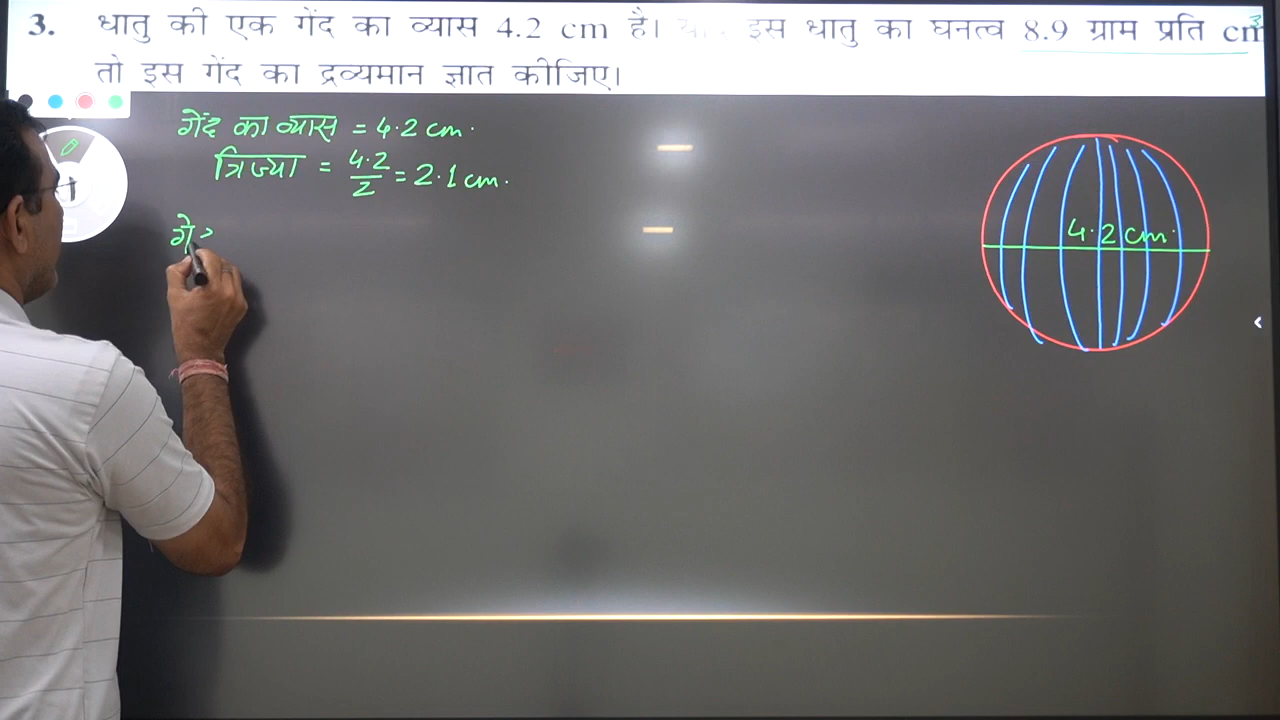 3. धातु की एक गेंद का व्यास 4.2 cm है। इस धातु का घनत्व 8.9 ग्राम प्रति cm³
तो इस गेंद का द्रव्यमान ज्ञात कीजिए।
गेंद का व्यास = 4.2 cm.
त्रिज्या = 4.2/2 = 2.1 cm.
गे
4.2 cm.